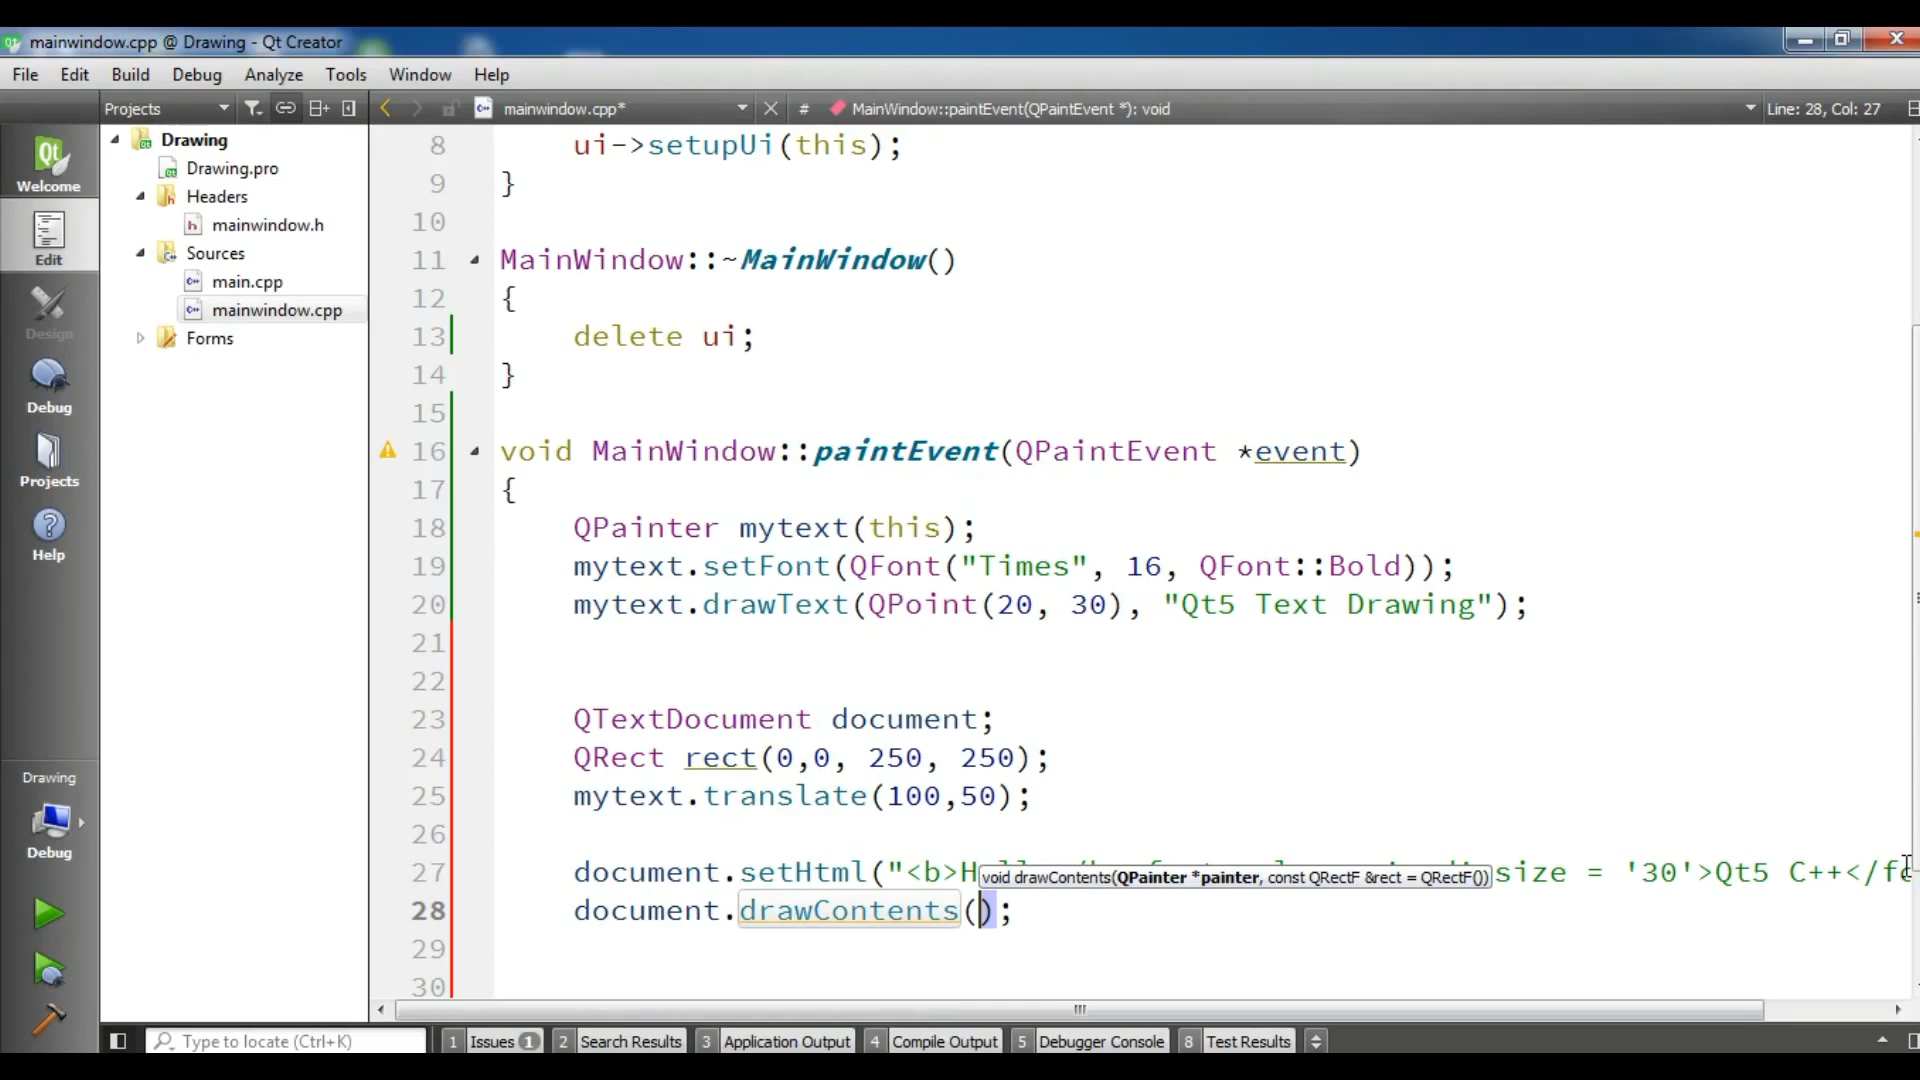 mainwindow.cpp @ Drawing - Qt Creator
File Edit Build Debug Analyze Tools Window Help
Projects mainwindow.cpp* # MainWindow::paintEvent(QPaintEvent *): void Line: 28, Col: 27
Welcome
Edit
Design
Debug
Projects
Help
Drawing
Debug
Drawing
Drawing.pro
Headers
mainwindow.h
Sources
main.cpp
mainwindow.cpp
Forms
8 ui->setupUi(this);
9 }
10
11 MainWindow::~MainWindow()
12 {
13 delete ui;
14 }
15
16 void MainWindow::paintEvent(QPaintEvent *event)
17 {
18 QPainter mytext(this);
19 mytext.setFont(QFont("Times", 16, QFont::Bold));
20 mytext.drawText(QPoint(20, 30), "Qt5 Text Drawing");
21
22
23 QTextDocument document;
24 QRect rect(0,0, 250, 250);
25 mytext.translate(100,50);
26
27 document.setHtml("<b>H size = '30'>Qt5 C++</fo
void drawContents(QPainter *painter, const QRectF &rect = QRectF())
28 document.drawContents();
29
30
Type to locate (Ctrl+K) 1 Issues 1 2 Search Results 3 Application Output 4 Compile Output 5 Debugger Console 8 Test Results